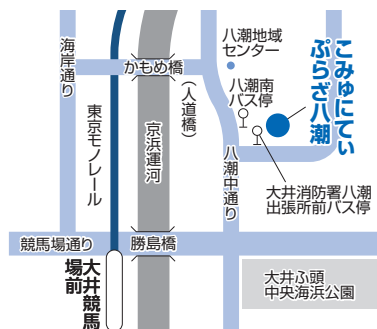 海岸通り
かもめ橋
（人道橋）
東京モノレール
京浜運河
八潮地域
センター
八潮南
バス停
こみゅにてぃ
ぷらざ八潮
八潮中通り
大井消防署八潮
出張所前バス停
競馬場通り
勝島橋
大井競馬
場前
大井ふ頭
中央海浜公園